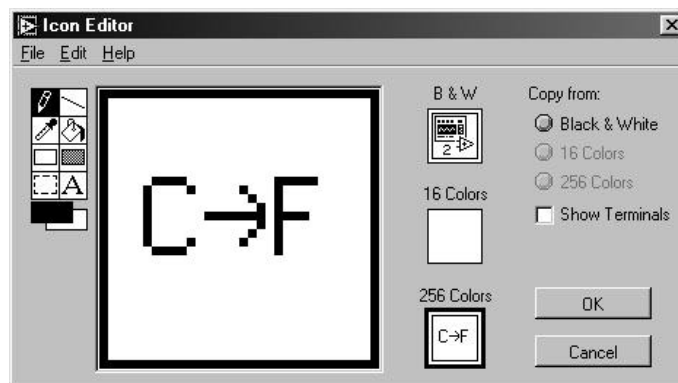 Icon Editor
File Edit Help
A
C→F
B & W
2
16 Colors
256 Colors
C→F
Copy from:
Black & White
16 Colors
256 Colors
Show Terminals
OK
Cancel